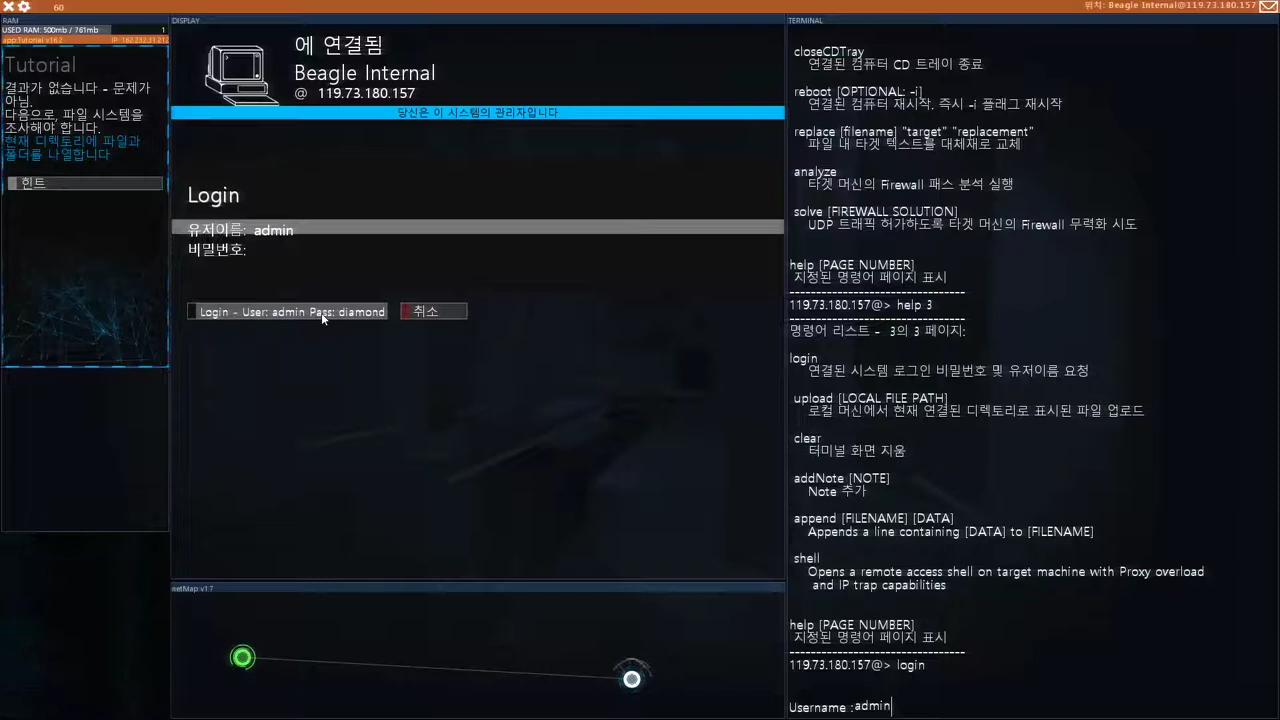 60
위치: Beagle Internal@119.73.180.157
RAM
USED RAM: 500mb / 761mb
1
app:Tutorial v16.2
IP: 162.232.31.212
Tutorial
결과가 없습니다 - 문제가
아님.
다음으로, 파일 시스템을
조사해야 합니다.
현재 디렉토리에 파일과
폴더를 나열합니다
힌트
DISPLAY
에 연결됨
Beagle Internal
@ 119.73.180.157
당신은 이 시스템의 관리자입니다
Login
유저이름: admin
비밀번호:
Login - User: admin Pass: diamond
취소
netMap v1.7
TERMINAL
closeCDTray
연결된 컴퓨터 CD 트레이 종료
reboot [OPTIONAL: -i]
연결된 컴퓨터 재시작. 즉시 -i 플래그 재시작
replace [filename] "target" "replacement"
파일 내 타겟 텍스트를 대체재로 교체
analyze
타겟 머신의 Firewall 패스 분석 실행
solve [FIREWALL SOLUTION]
UDP 트래픽 허가하도록 타겟 머신의 Firewall 무력화 시도
help [PAGE NUMBER]
지정된 명령어 페이지 표시
---------------------------------
119.73.180.157@> help 3
---------------------------------
명령어 리스트 - 3의 3 페이지:
login
연결된 시스템 로그인 비밀번호 및 유저이름 요청
upload [LOCAL FILE PATH]
로컬 머신에서 현재 연결된 디렉토리로 표시된 파일 업로드
clear
터미널 화면 지움
addNote [NOTE]
Note 추가
append [FILENAME] [DATA]
Appends a line containing [DATA] to [FILENAME]
shell
Opens a remote access shell on target machine with Proxy overload
and IP trap capabilities
help [PAGE NUMBER]
지정된 명령어 페이지 표시
---------------------------------
119.73.180.157@> login
Username :admin